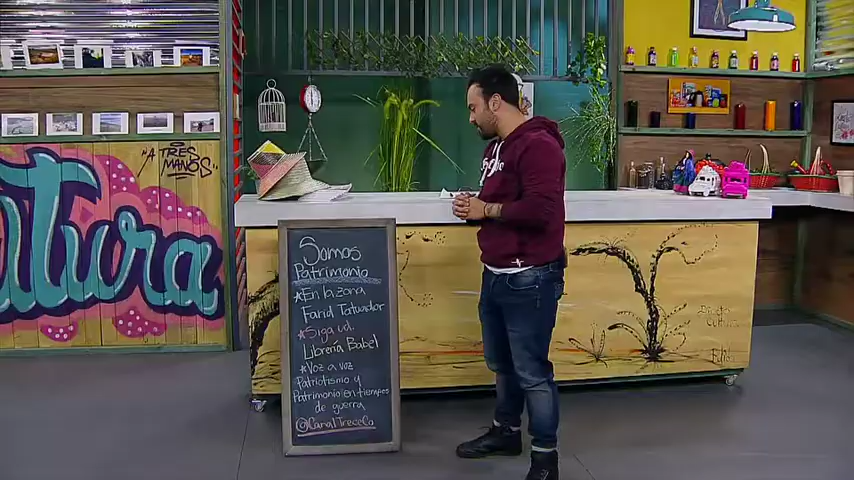 "A TRES
MANOS"
tura
Somos
Patrimonio
*En la zona
Farid Tatuador
*Siga ud.
Librería Babel
*Voz a voz
Patriotismo y
Patrimonio en tiempos
de guerra
@CanalTreceCo